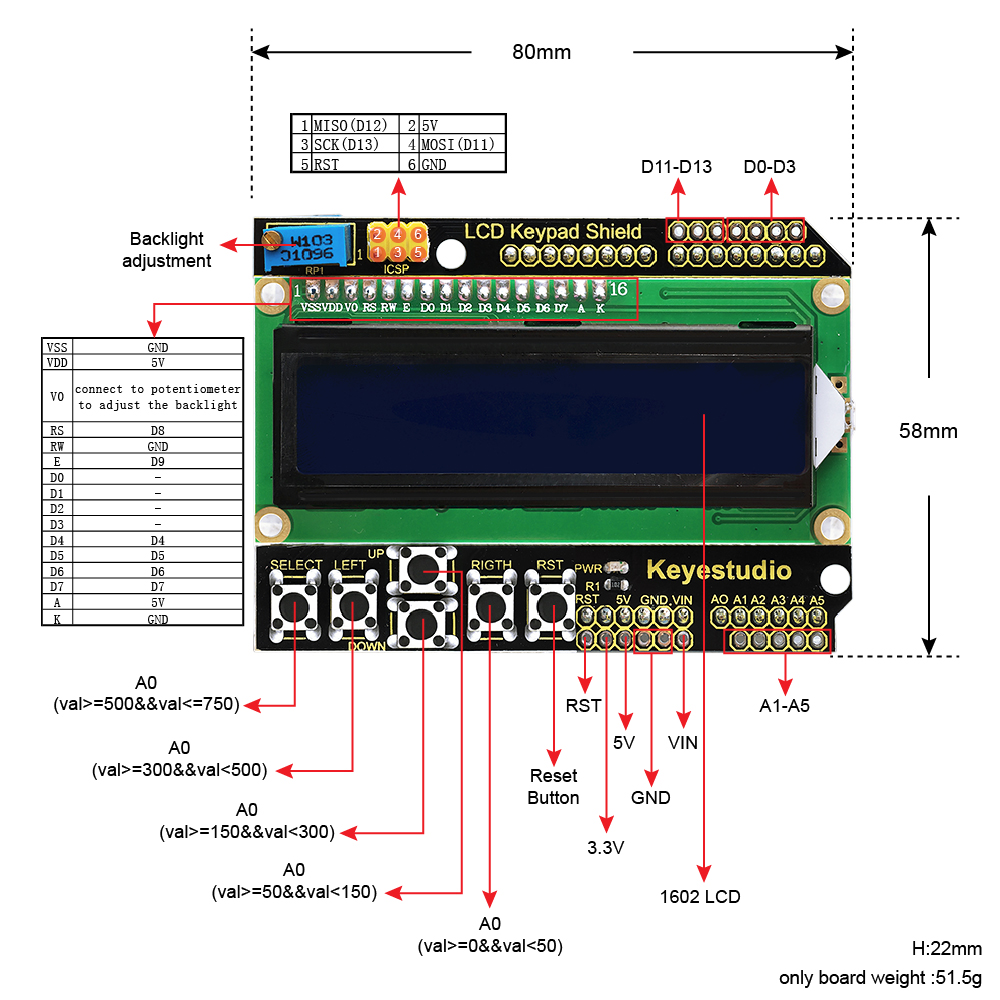 80mm
1 MISO(D12) 2 5V
3 SCK(D13) 4 MOSI(D11)
5 RST 6 GND
D11-D13
D0-D3
Backlight
adjustment
W103
J1096
RP1
1
2 4 6
1 3 5
ICSP
LCD Keypad Shield
1 16
VSS VDD V0 RS RW E D0 D1 D2 D3 D4 D5 D6 D7 A K
VSS GND
VDD 5V
V0 connect to potentiometer
to adjust the backlight
RS D8
RW GND
E D9
D0 -
D1 -
D2 -
D3 -
D4 D4
D5 D5
D6 D6
D7 D7
A 5V
K GND
58mm
SELECT LEFT UP DOWN RIGTH RST
PWR
R1
Keyestudio
RST 5V GND VIN
A0 A1 A2 A3 A4 A5
A0
(val>=500&&val<=750)
A0
(val>=300&&val<500)
A0
(val>=150&&val<300)
A0
(val>=50&&val<150)
A0
(val>=0&&val<50)
Reset
Button
RST
3.3V
5V
GND
VIN
1602 LCD
A1-A5
H:22mm
only board weight :51.5g